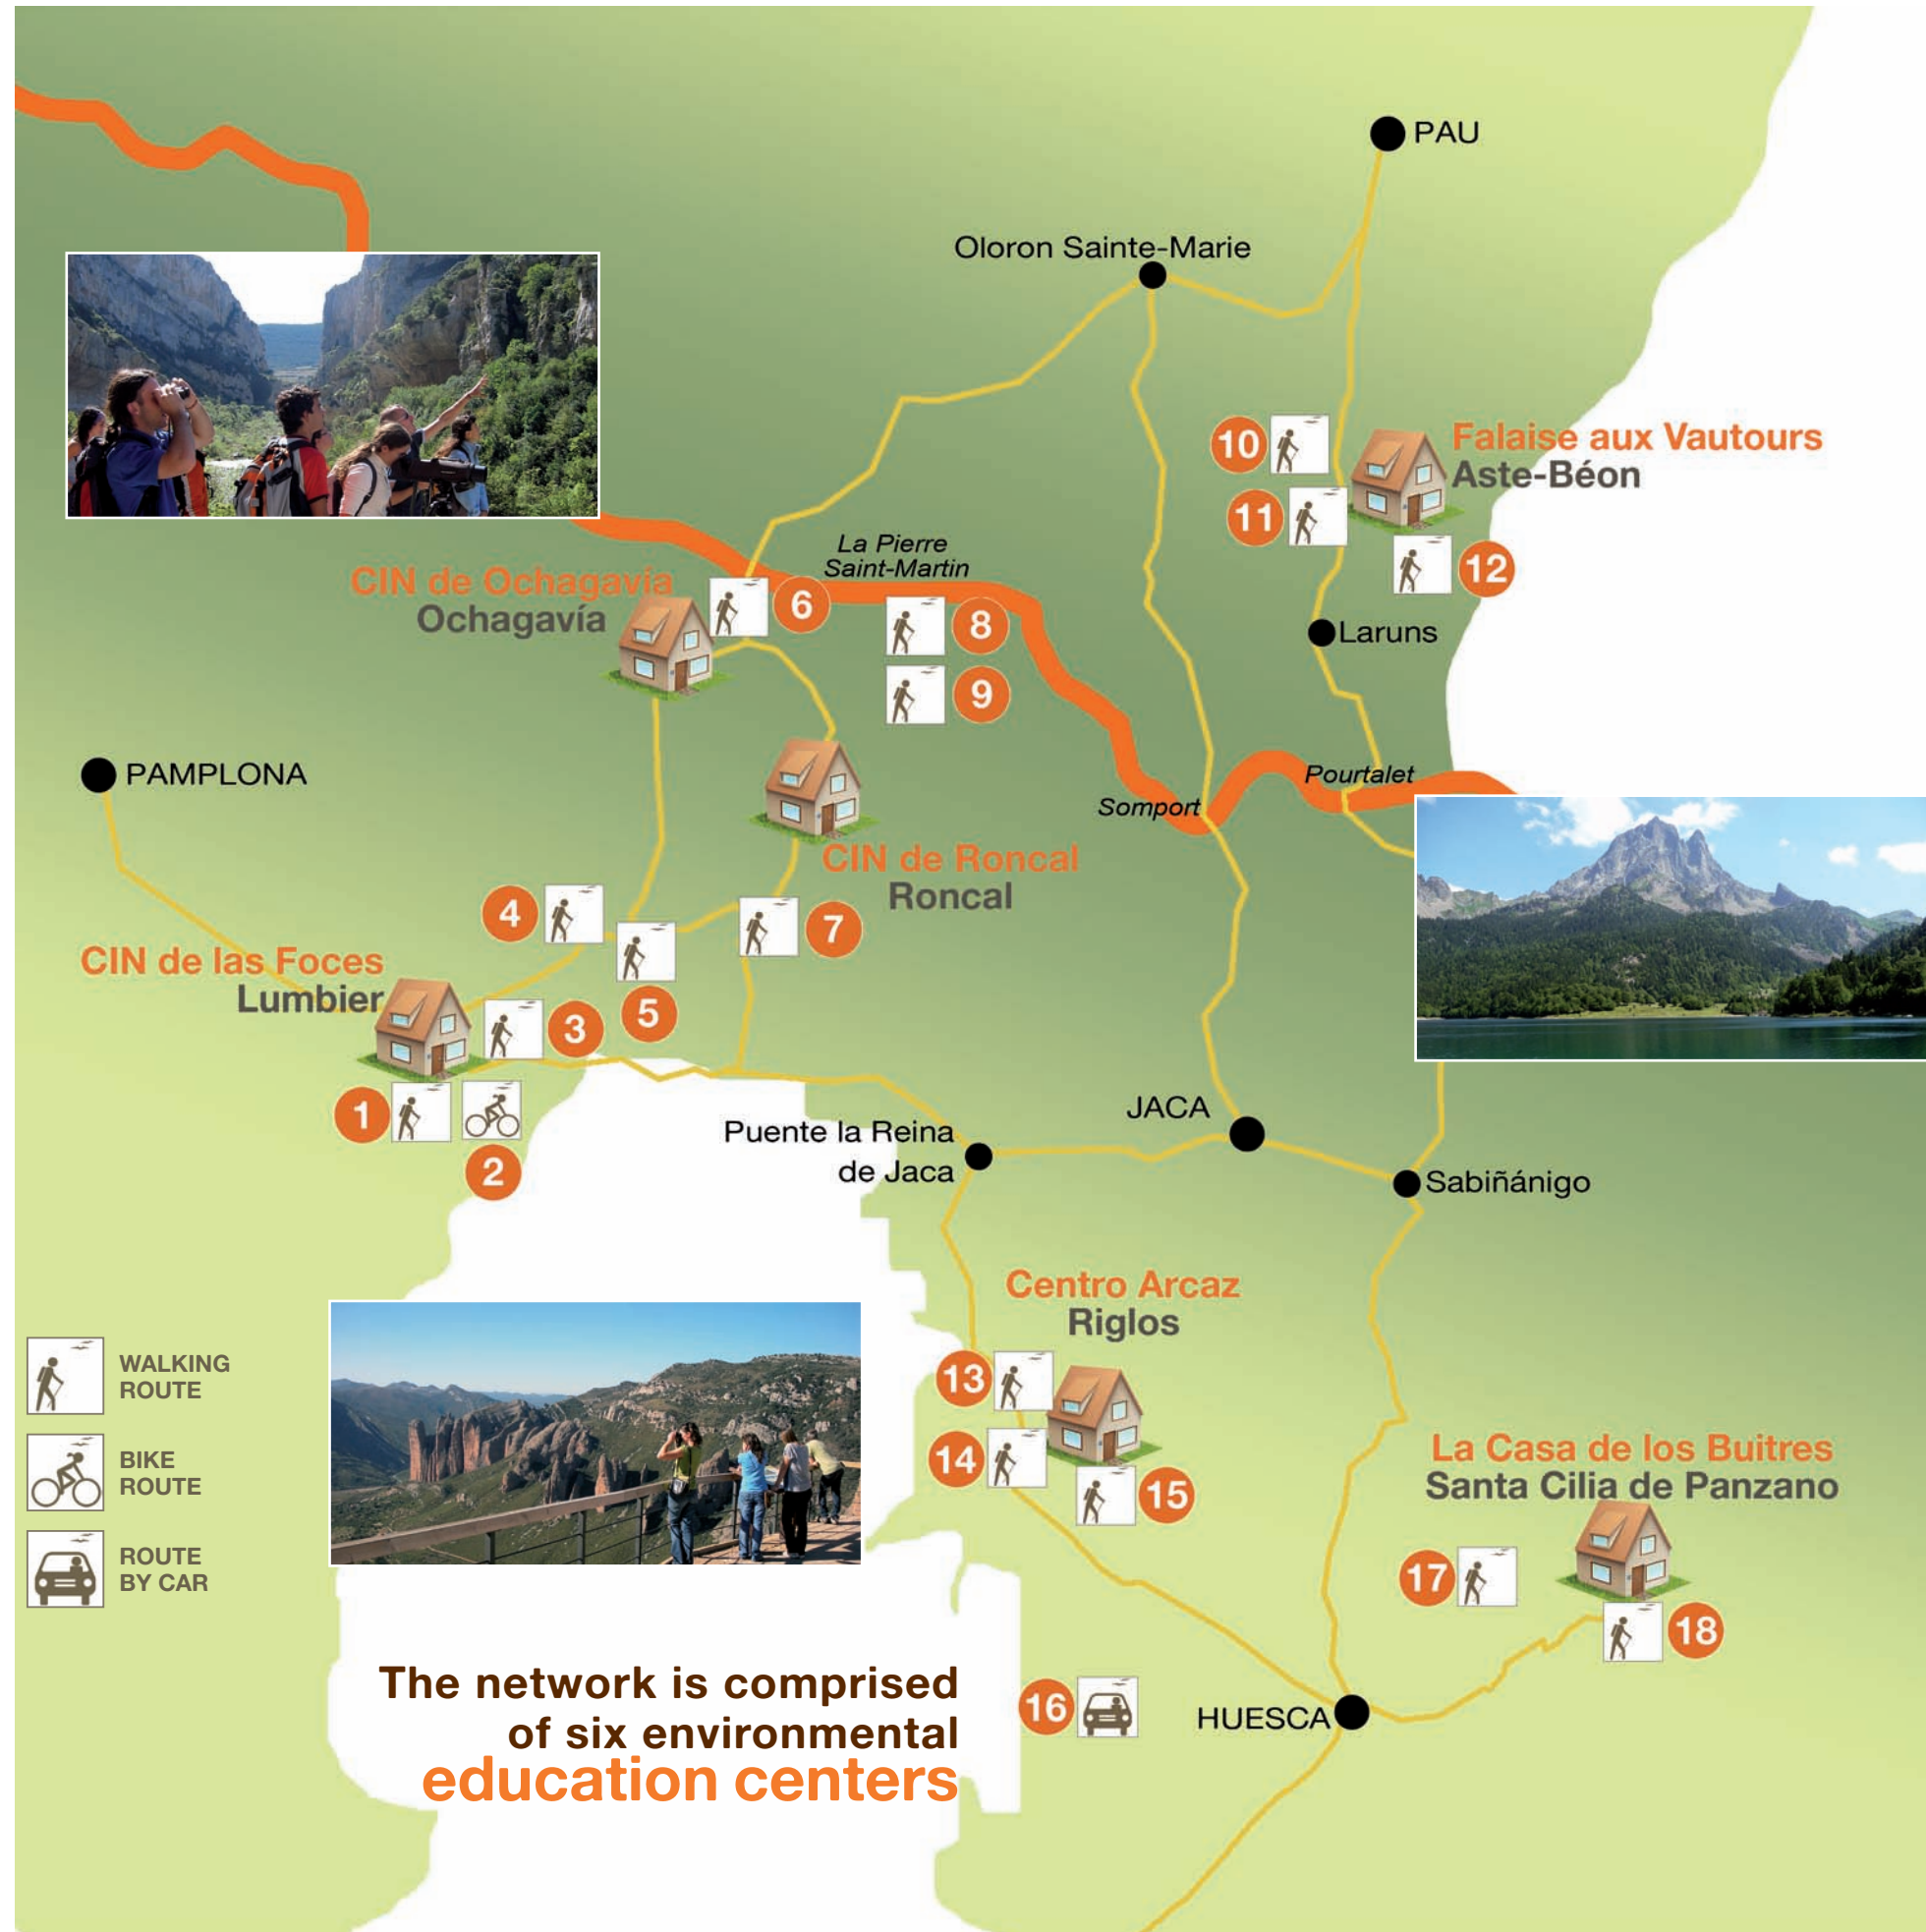 PAU
Oloron Sainte-Marie
10
Falaise aux Vautours
Aste-Béon
11
12
La Pierre
Saint-Martin
CIN de Ochagavia
Ochagavía
6
8
Laruns
9
PAMPLONA
Pourtalet
Somport
CIN de Roncal
Roncal
4
7
CIN de las Foces
Lumbier
5
3
1
2
JACA
Puente la Reina
de Jaca
Sabiñánigo
Centro Arcaz
Riglos
13
14
15
WALKING
ROUTE
BIKE
ROUTE
ROUTE
BY CAR
La Casa de los Buitres
Santa Cilia de Panzano
17
18
16
HUESCA
The network is comprised
of six environmental
education centers